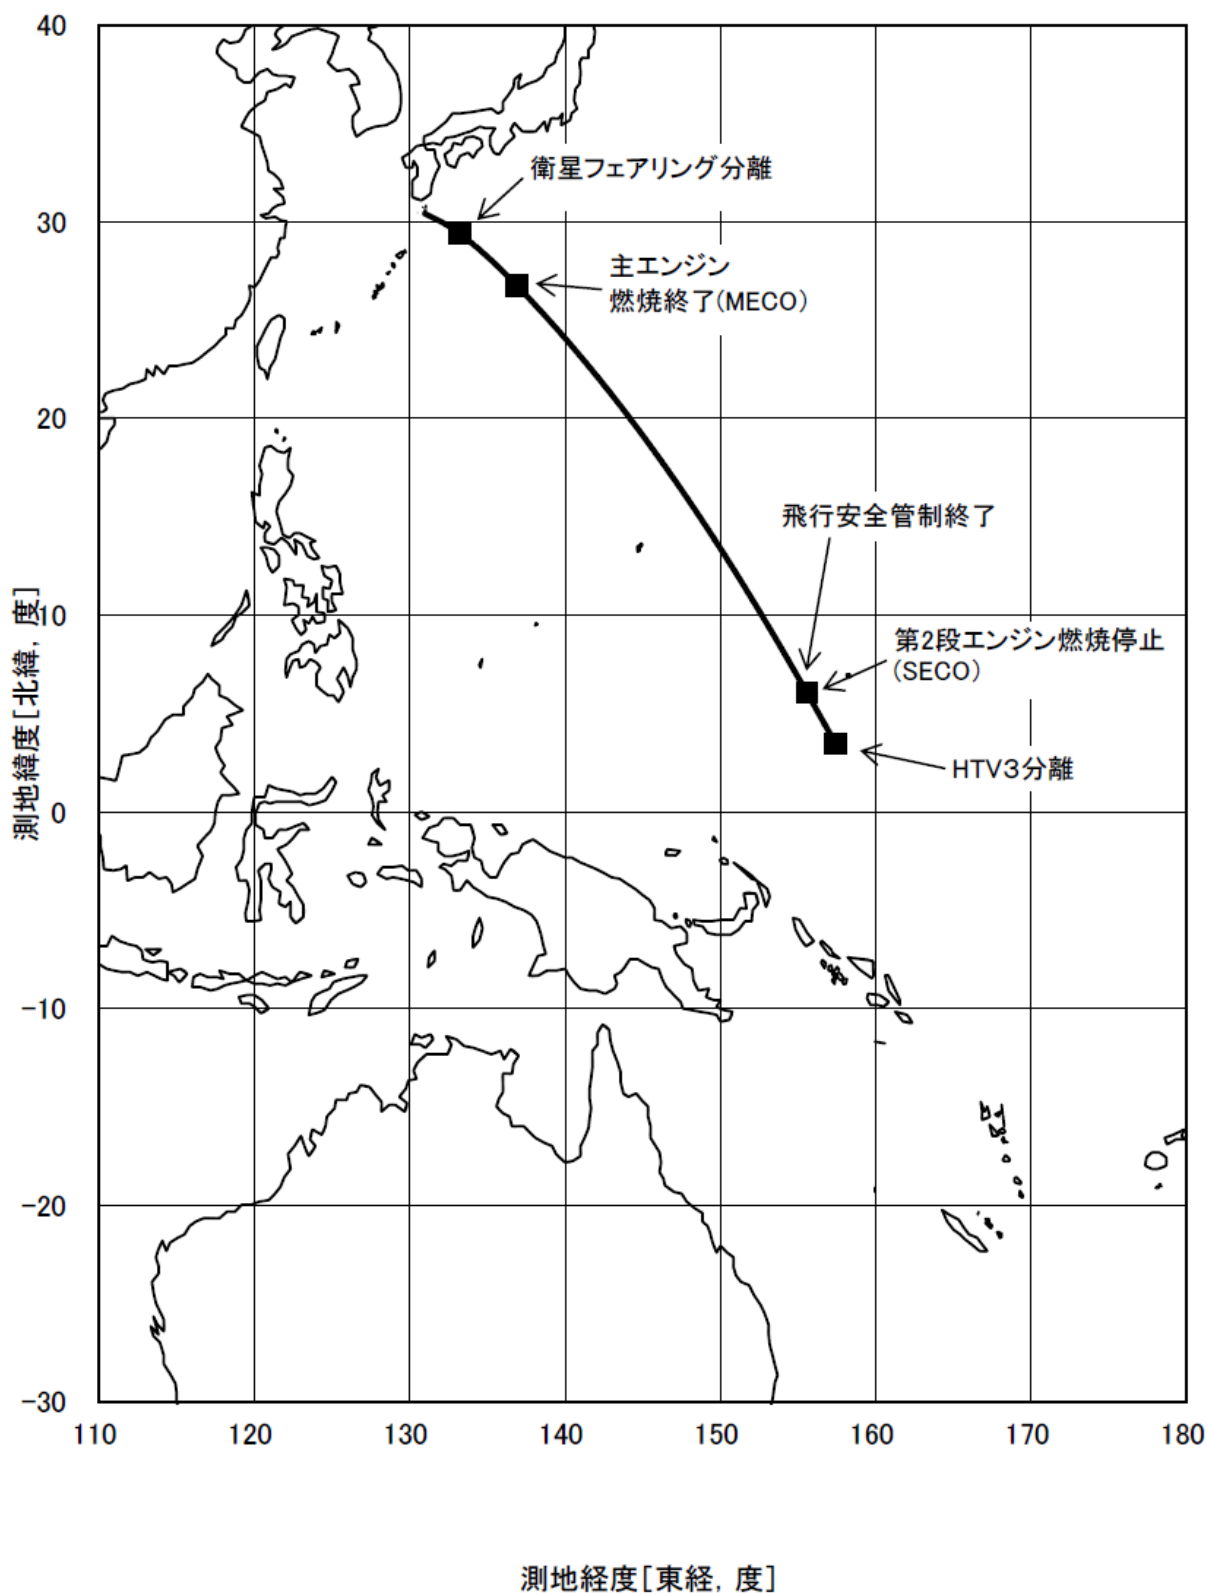 40
衛星フェアリング分離
30
主エンジン
燃焼終了(MECO)
20
飛行安全管制終了
10
第2段エンジン燃焼停止
(SECO)
HTV3分離
0
-10
-20
-30
測地緯度[北緯, 度]
110 120 130 140 150 160 170 180
測地経度[東経, 度]